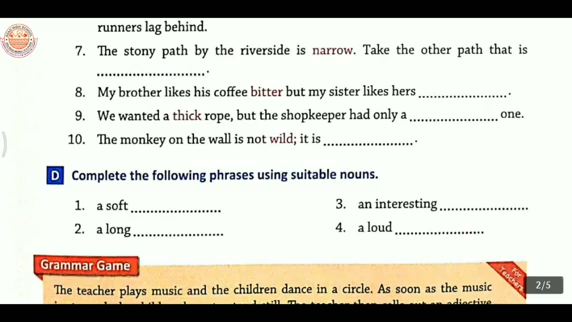 runners lag behind.
7. The stony path by the riverside is narrow. Take the other path that is
..............................
8. My brother likes his coffee bitter but my sister likes hers .........................
9. We wanted a thick rope, but the shopkeeper had only a ........................ one.
10. The monkey on the wall is not wild; it is .........................
D Complete the following phrases using suitable nouns.
1. a soft .........................
2. a long .........................
3. an interesting .........................
4. a loud .........................
Grammar Game
For Teachers
The teacher plays music and the children dance in a circle. As soon as the music
2/5